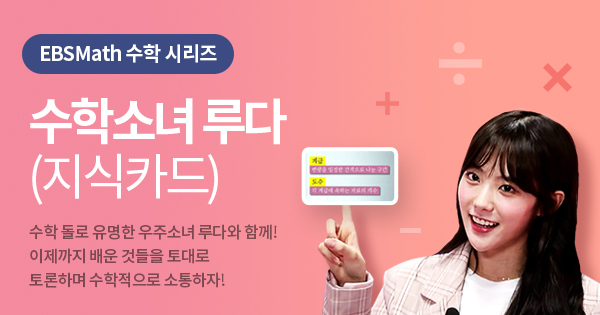 EBSMath 수학 시리즈
수학소녀 루다
(지식카드)
계급
변량을 일정한 간격으로 나눈 구간
도수
각 계급에 속하는 자료의 개수
수학 돌로 유명한 우주소녀 루다와 함께!
이제까지 배운 것들을 토대로
토론하며 수학적으로 소통하자!